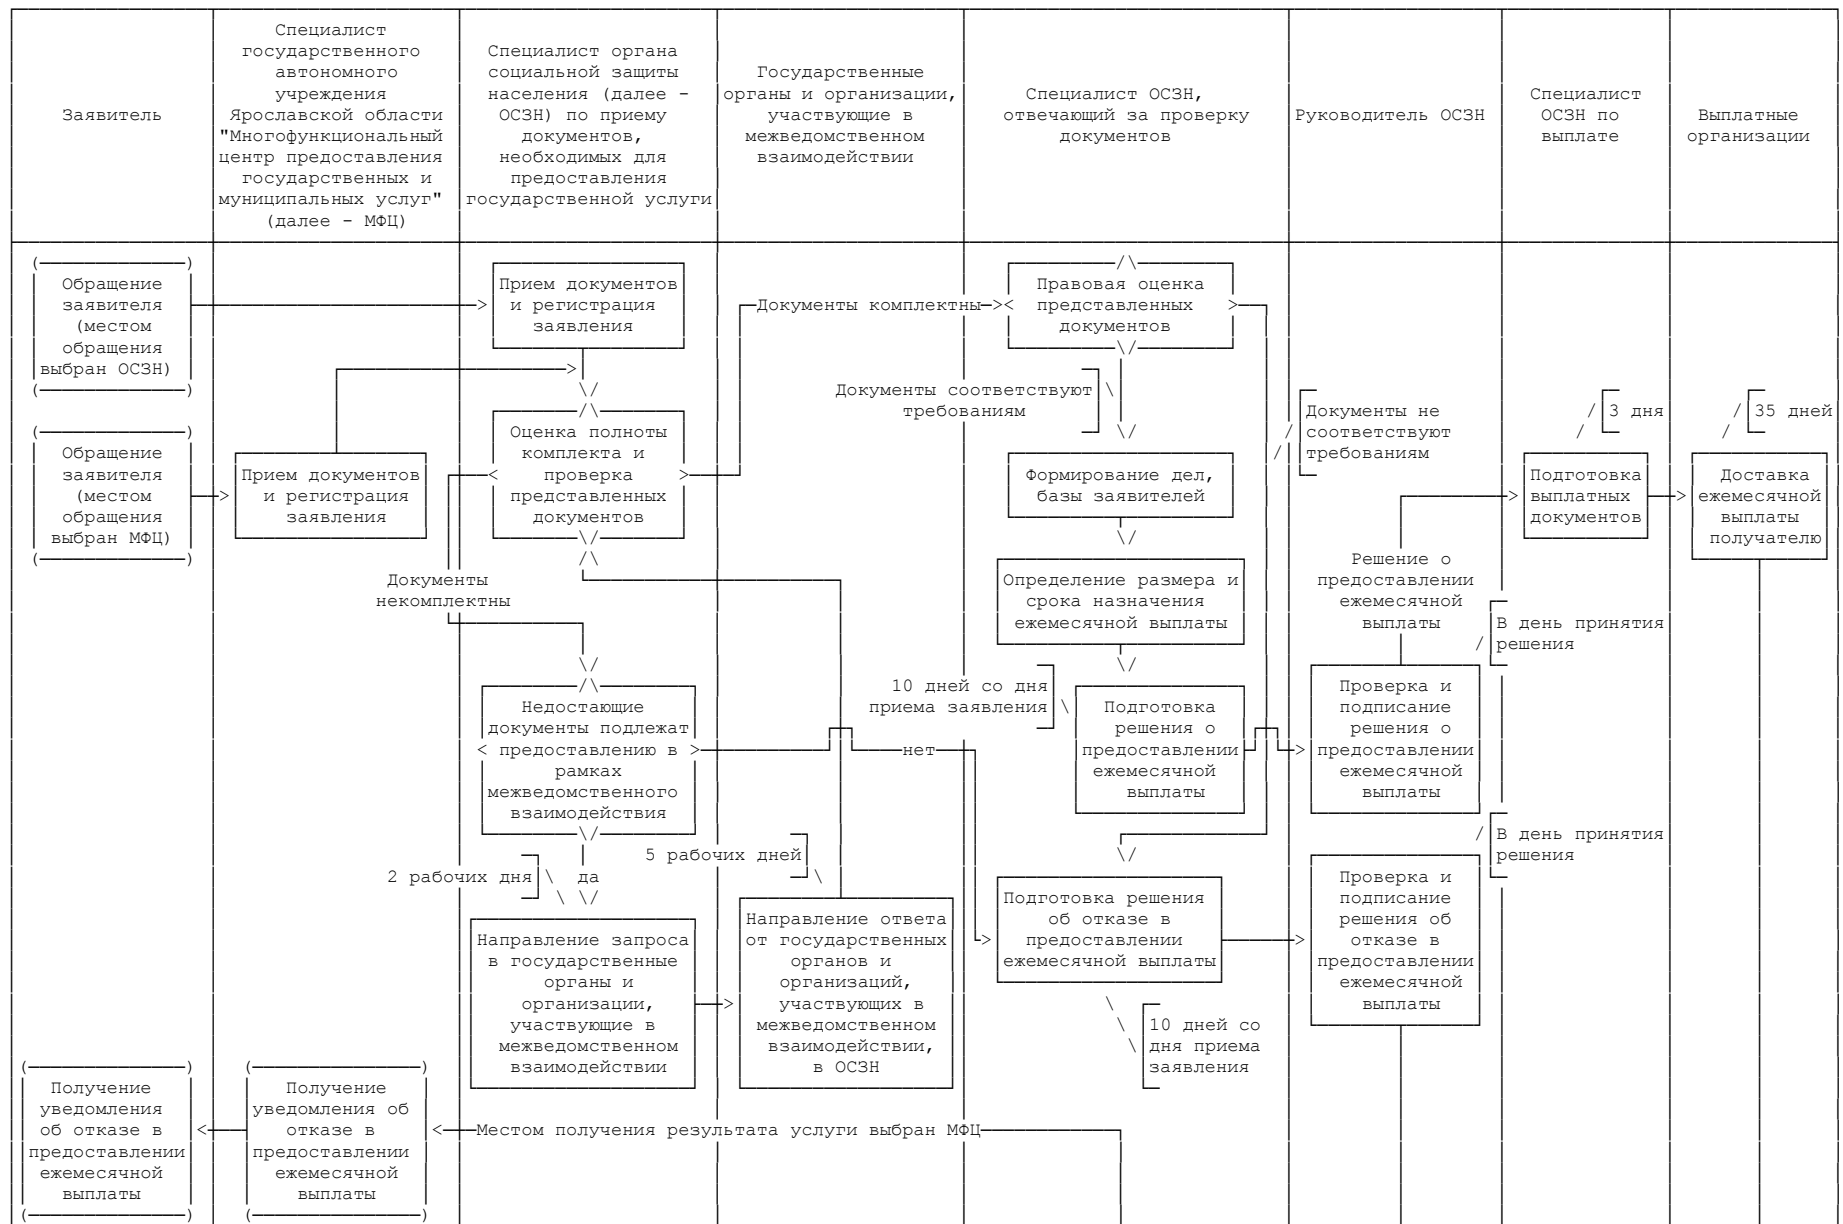 Заявитель
Специалист
государственного
автономного
учреждения
Ярославской области
"Многофункциональный
центр предоставления
государственных и
муниципальных услуг"
(далее - МФЦ)
Специалист органа
социальной защиты
населения (далее -
ОСЗН) по приему
документов,
необходимых для
предоставления
государственной услуги
Государственные
органы и организации,
участвующие в
межведомственном
взаимодействии
Специалист ОСЗН,
отвечающий за проверку
документов
Руководитель ОСЗН
Специалист
ОСЗН по
выплате
Выплатные
организации
Обращение
заявителя
(местом
обращения
выбран ОСЗН)
Прием документов
и регистрация
заявления
Документы комплектны
Правовая оценка
представленных
документов
Документы соответствуют
требованиям
Документы не
соответствуют
требованиям
3 дня
35 дней
Обращение
заявителя
(местом
обращения
выбран МФЦ)
Прием документов
и регистрация
заявления
Оценка полноты
комплекта и
проверка
представленных
документов
Формирование дел,
базы заявителей
Подготовка
выплатных
документов
Доставка
ежемесячной
выплаты
получателю
Документы
некомплектны
Определение размера и
срока назначения
ежемесячной выплаты
Решение о
предоставлении
ежемесячной
выплаты
В день принятия
решения
Недостающие
документы подлежат
предоставлению в
рамках
межведомственного
взаимодействия
нет
10 дней со дня
приема заявления
Подготовка
решения о
предоставлении
ежемесячной
выплаты
Проверка и
подписание
решения о
предоставлении
ежемесячной
выплаты
В день принятия
решения
2 рабочих дня
да
5 рабочих дней
Направление запроса
в государственные
органы и
организации,
участвующие в
межведомственном
взаимодействии
Направление ответа
от государственных
органов и
организаций,
участвующих в
межведомственном
взаимодействии,
в ОСЗН
Подготовка решения
об отказе в
предоставлении
ежемесячной выплаты
Проверка и
подписание
решения об
отказе в
предоставлении
ежемесячной
выплаты
10 дней со
дня приема
заявления
Получение
уведомления
об отказе в
предоставлении
ежемесячной
выплаты
Получение
уведомления об
отказе в
предоставлении
ежемесячной
выплаты
Местом получения результата услуги выбран МФЦ